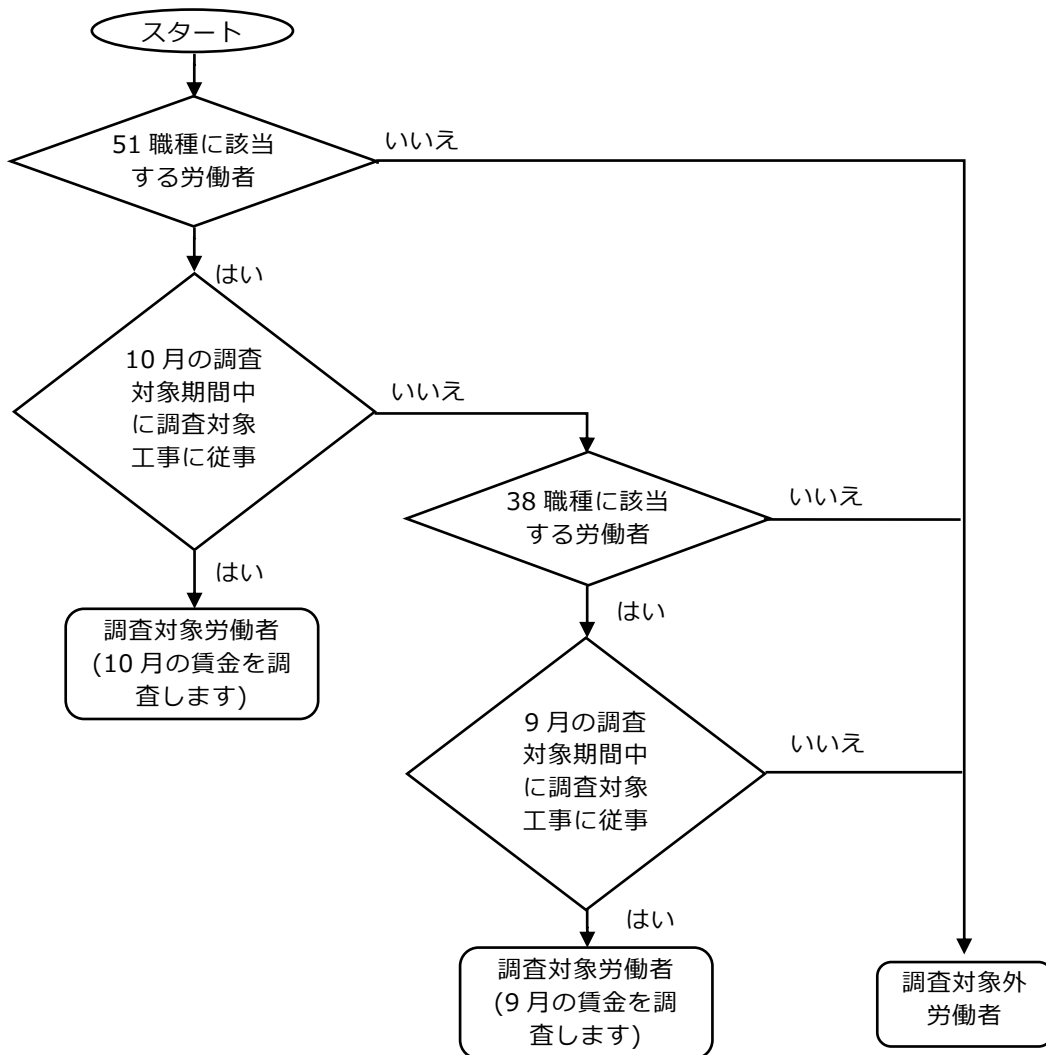 スタート
51 職種に該当
する労働者
いいえ
はい
10 月の調査
対象期間中
に調査対象
工事に従事
いいえ
38 職種に該当
する労働者
いいえ
はい
調査対象労働者
(10 月の賃金を調
査します)
はい
9 月の調査
対象期間中
に調査対象
工事に従事
いいえ
はい
調査対象労働者
(9 月の賃金を調
査します)
調査対象外
労働者